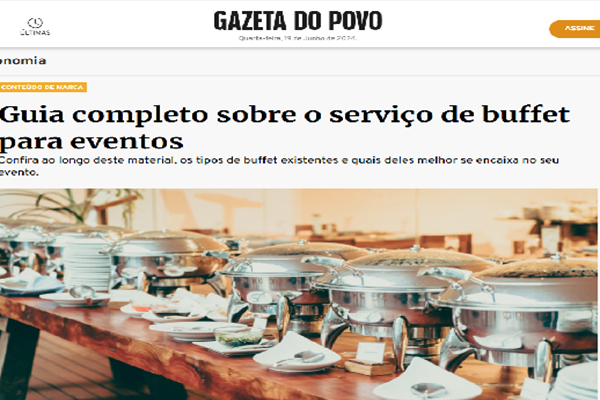 GAZETA DO POVO
ÚLTIMAS
ASSINE
Quarta-feira, 19 de Junho de 2024.
onomia
CONTEÚDO DE MARCA
Guia completo sobre o serviço de buffet
para eventos
Confira ao longo deste material, os tipos de buffet existentes e quais deles melhor se encaixa no seu
evento.